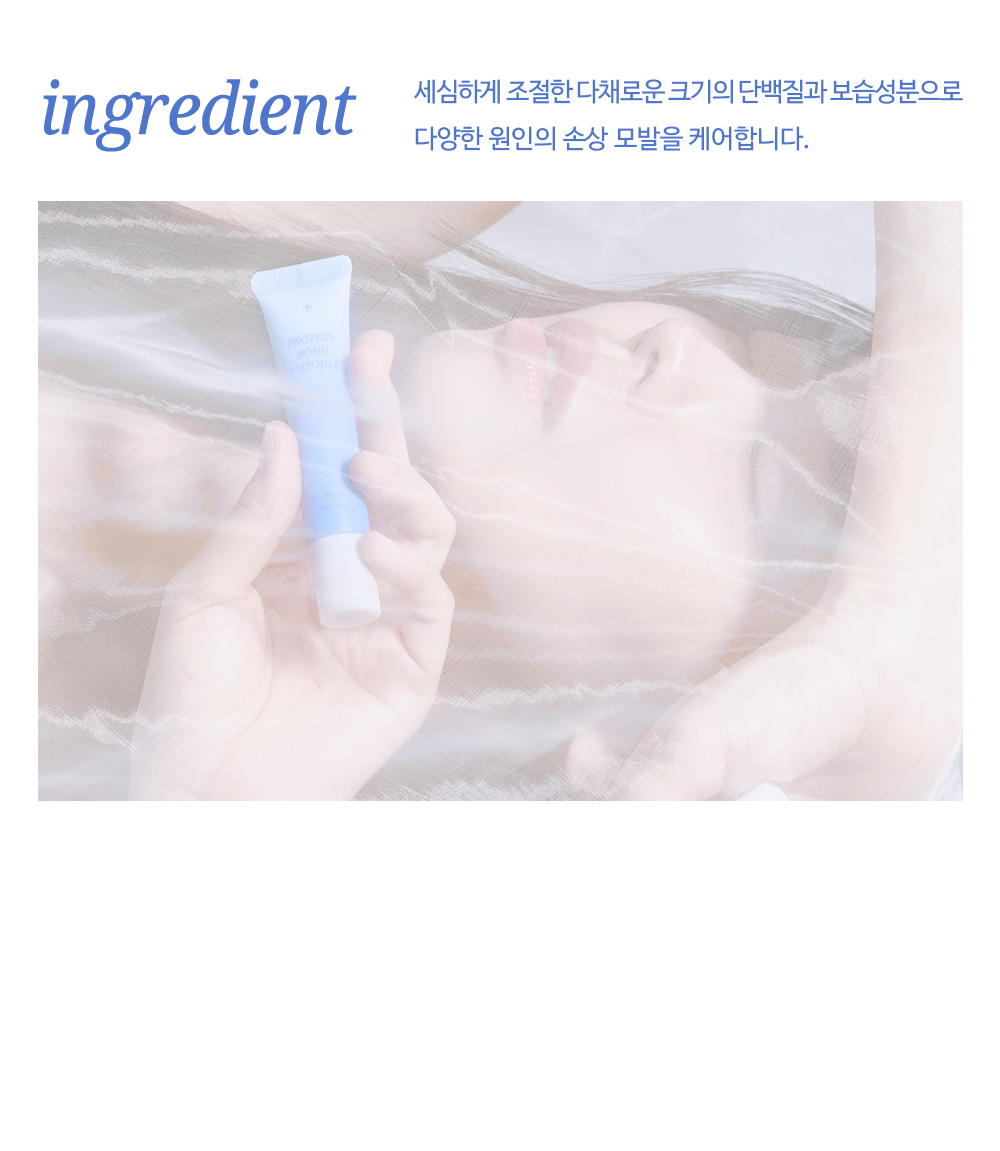 ingredient
세심하게 조절한 다채로운 크기의 단백질과 보습성분으로
다양한 원인의 손상 모발을 케어합니다.
PROTEIN
BOND
AMPOULE